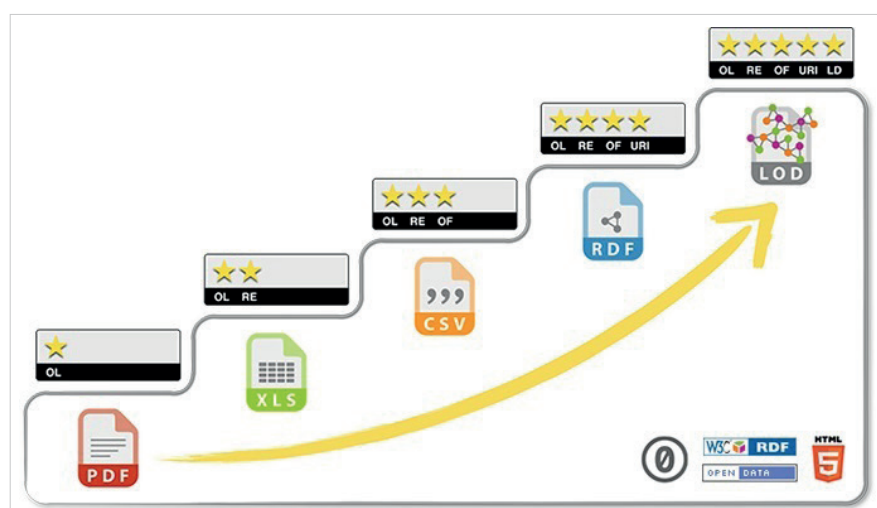 OL RE OF URI LD
OL RE OF URI
LOD
OL RE OF
RDF
OL RE
CSV
OL
XLS
PDF
0
W3C RDF
OPEN DATA
HTML
5